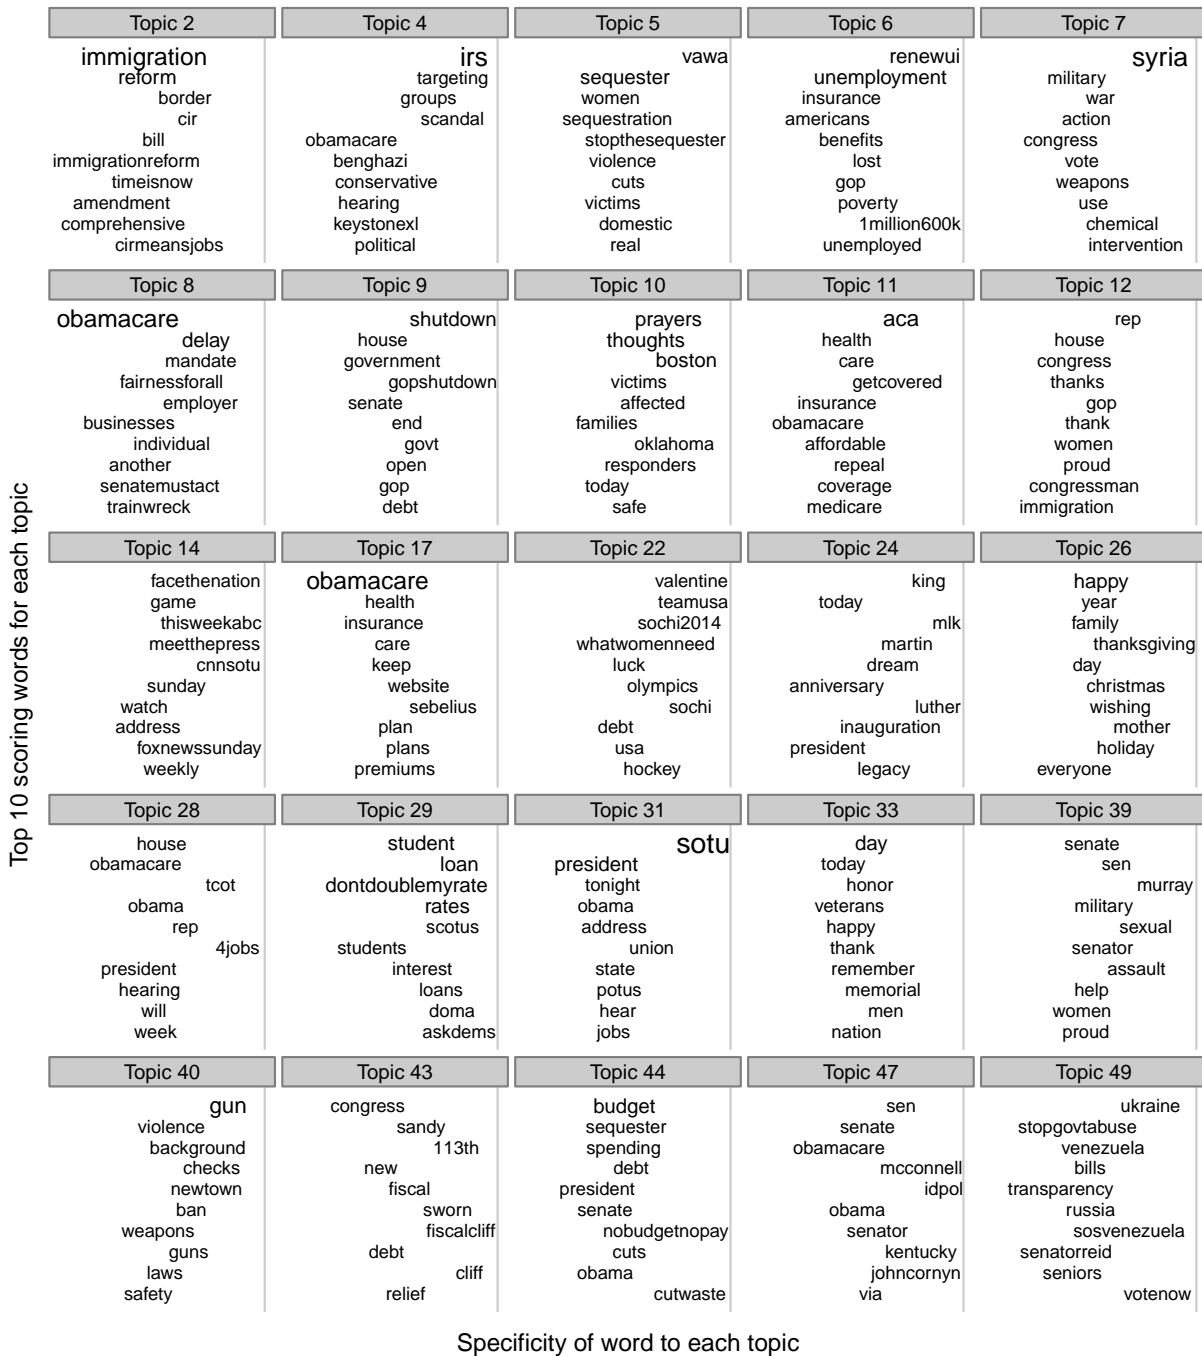 Topic 2
immigration
reform
border
cir
bill
immigrationreform
timeisnow
amendment
comprehensive
cirmeansjobs
Topic 4
irs
targeting
groups
scandal
obamacare
benghazi
conservative
hearing
keystonexl
political
Topic 5
vawa
sequester
women
sequestration
stopthesequester
violence
cuts
victims
domestic
real
Topic 6
renewui
unemployment
insurance
americans
benefits
lost
gop
poverty
1million600k
unemployed
Topic 7
syria
military
war
action
congress
vote
weapons
use
chemical
intervention
Topic 8
obamacare
delay
mandate
fairnessforall
employer
businesses
individual
another
senatemustact
trainwreck
Topic 9
shutdown
house
government
gopshutdown
senate
end
govt
open
gop
debt
Topic 10
prayers
thoughts
boston
victims
affected
families
oklahoma
responders
today
safe
Topic 11
aca
health
care
getcovered
insurance
obamacare
affordable
repeal
coverage
medicare
Topic 12
rep
house
congress
thanks
gop
thank
women
proud
congressman
immigration
Topic 14
facethenation
game
thisweekabc
meetthepress
cnnsotu
sunday
watch
address
foxnewssunday
weekly
Topic 17
obamacare
health
insurance
care
keep
website
sebelius
plan
plans
premiums
Topic 22
valentine
teamusa
sochi2014
whatwomenneed
luck
olympics
sochi
debt
usa
hockey
Topic 24
king
today
mlk
martin
dream
anniversary
luther
inauguration
president
legacy
Topic 26
happy
year
family
thanksgiving
day
christmas
wishing
mother
holiday
everyone
Topic 28
house
obamacare
tcot
obama
rep
4jobs
president
hearing
will
week
Topic 29
student
loan
dontdoublemyrate
rates
scotus
students
interest
loans
doma
askdems
Topic 31
sotu
president
tonight
obama
address
union
state
potus
hear
jobs
Topic 33
day
today
honor
veterans
happy
thank
remember
memorial
men
nation
Topic 39
senate
sen
murray
military
sexual
senator
assault
help
women
proud
Topic 40
gun
violence
background
checks
newtown
ban
weapons
guns
laws
safety
Topic 43
congress
sandy
113th
new
fiscal
sworn
fiscalcliff
debt
cliff
relief
Topic 44
budget
sequester
spending
debt
president
senate
nobudgetnopay
cuts
obama
cutwaste
Topic 47
sen
senate
obamacare
mcconnell
idpol
obama
senator
kentucky
johncornyn
via
Topic 49
ukraine
stopgovtabuse
venezuela
bills
transparency
russia
sosvenezuela
senatorreid
seniors
votenow
Top 10 scoring words for each topic
Specificity of word to each topic